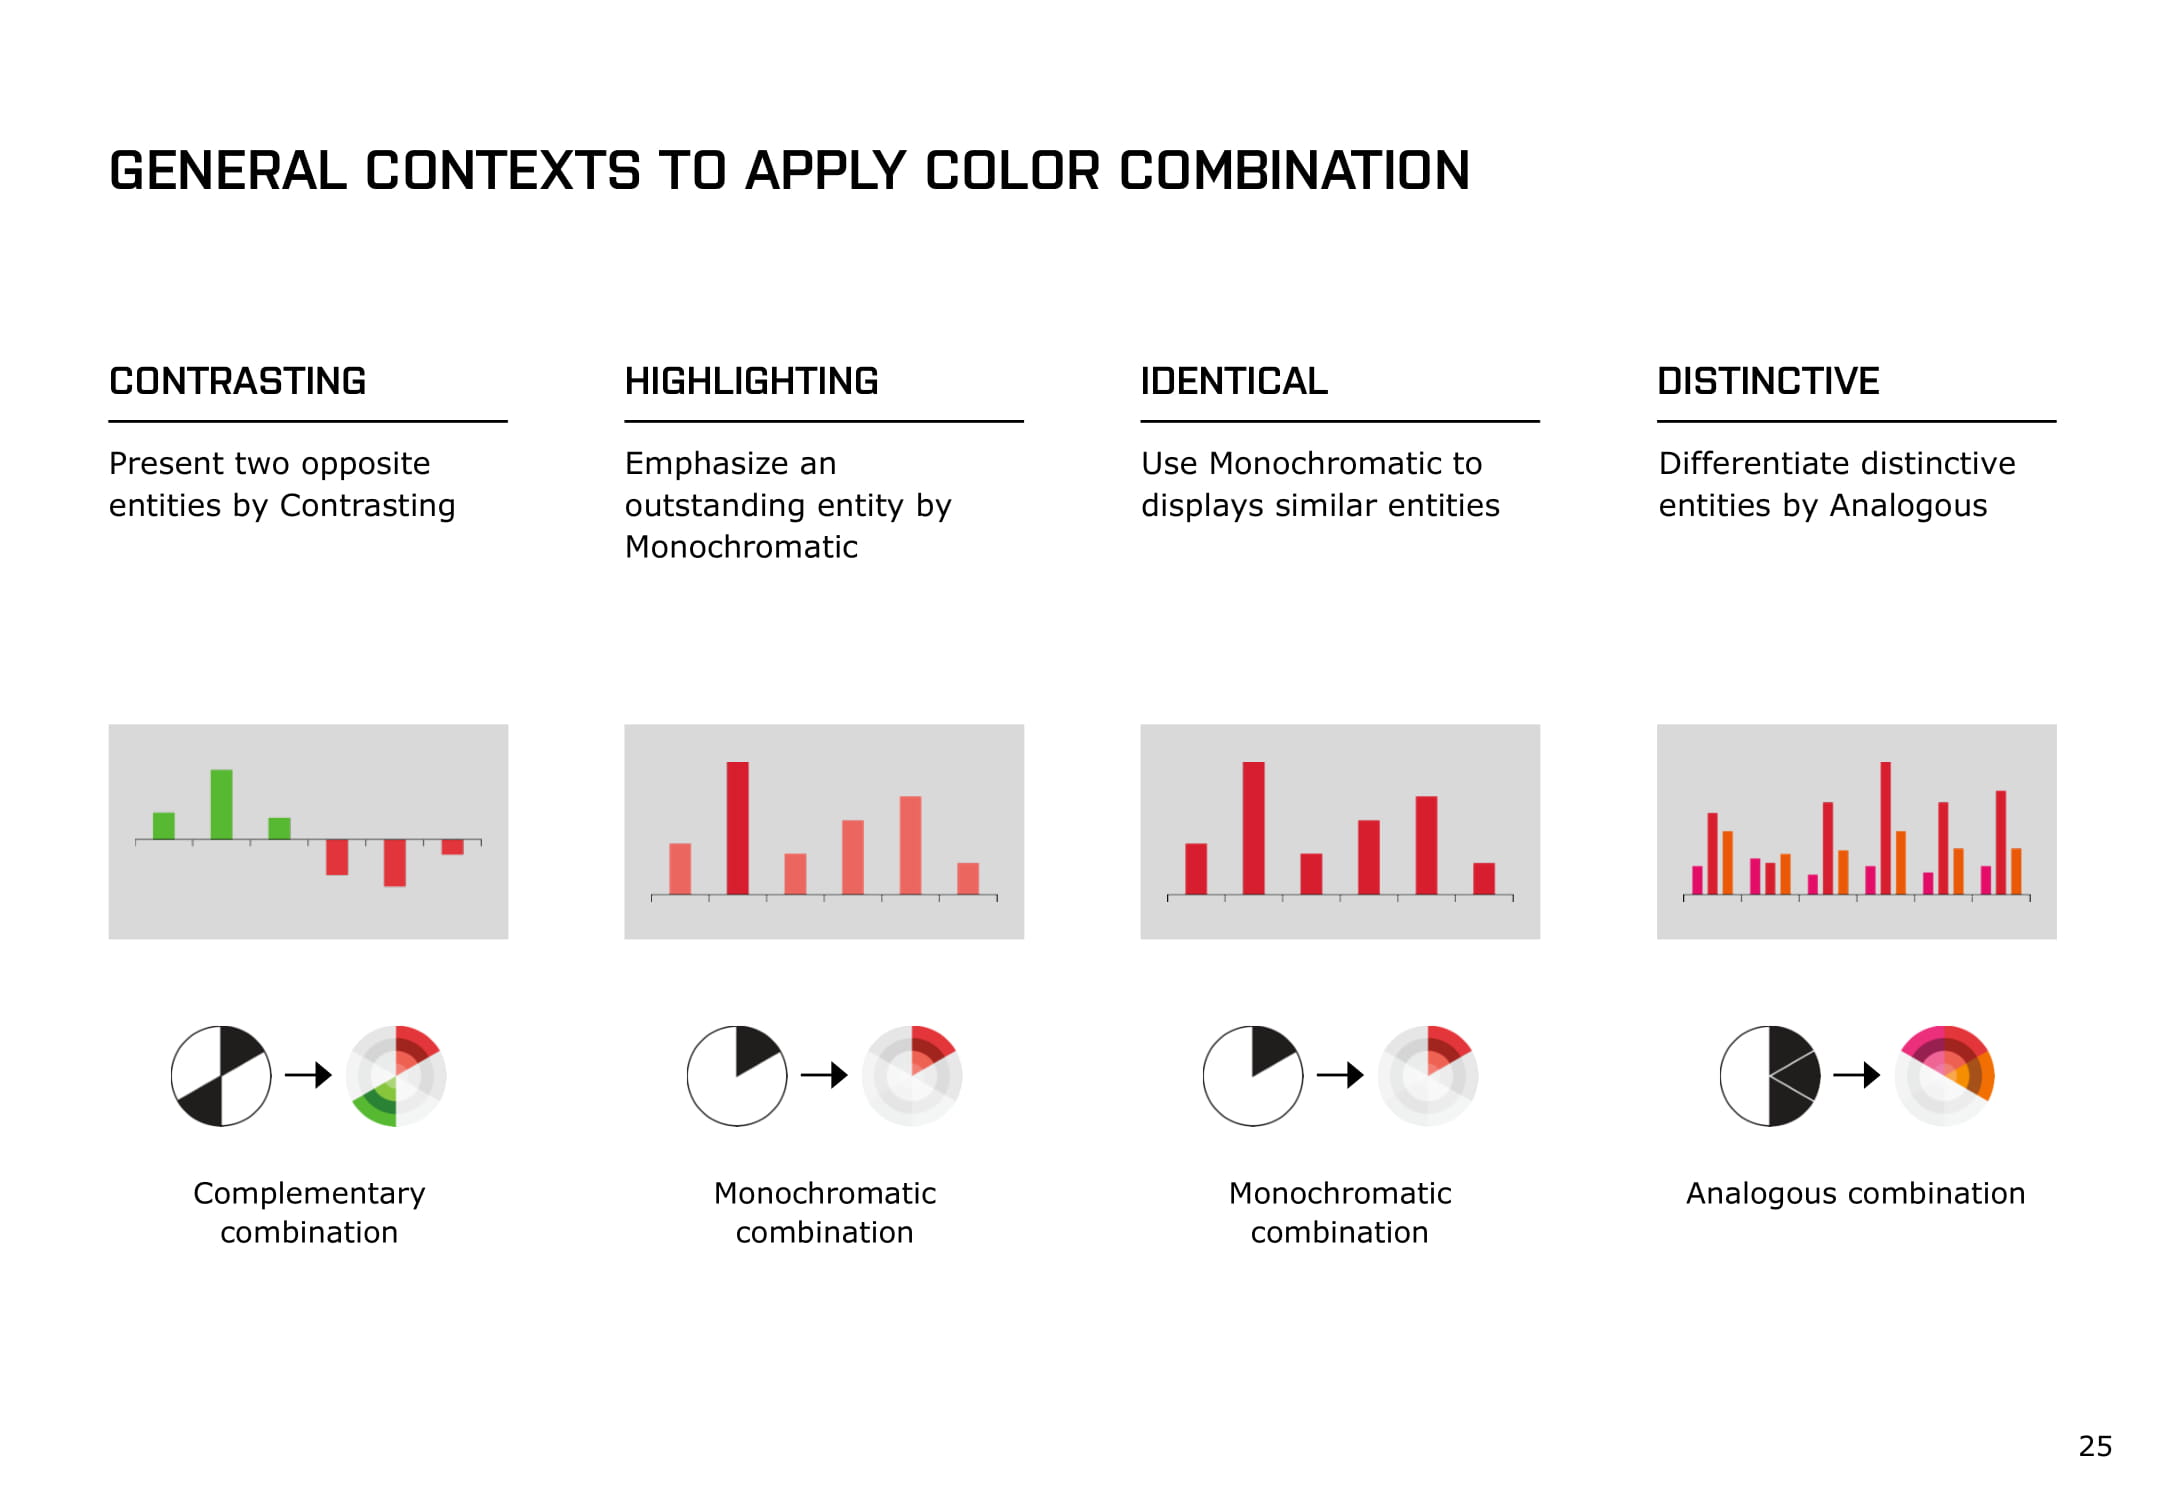 GENERAL CONTEXTS TO APPLY COLOR COMBINATION
CONTRASTING
Present two opposite
entities by Contrasting
Complementary
combination
HIGHLIGHTING
Emphasize an
outstanding entity by
Monochromatic
Monochromatic
combination
IDENTICAL
Use Monochromatic to
displays similar entities
Monochromatic
combination
DISTINCTIVE
Differentiate distinctive
entities by Analogous
Analogous combination
25